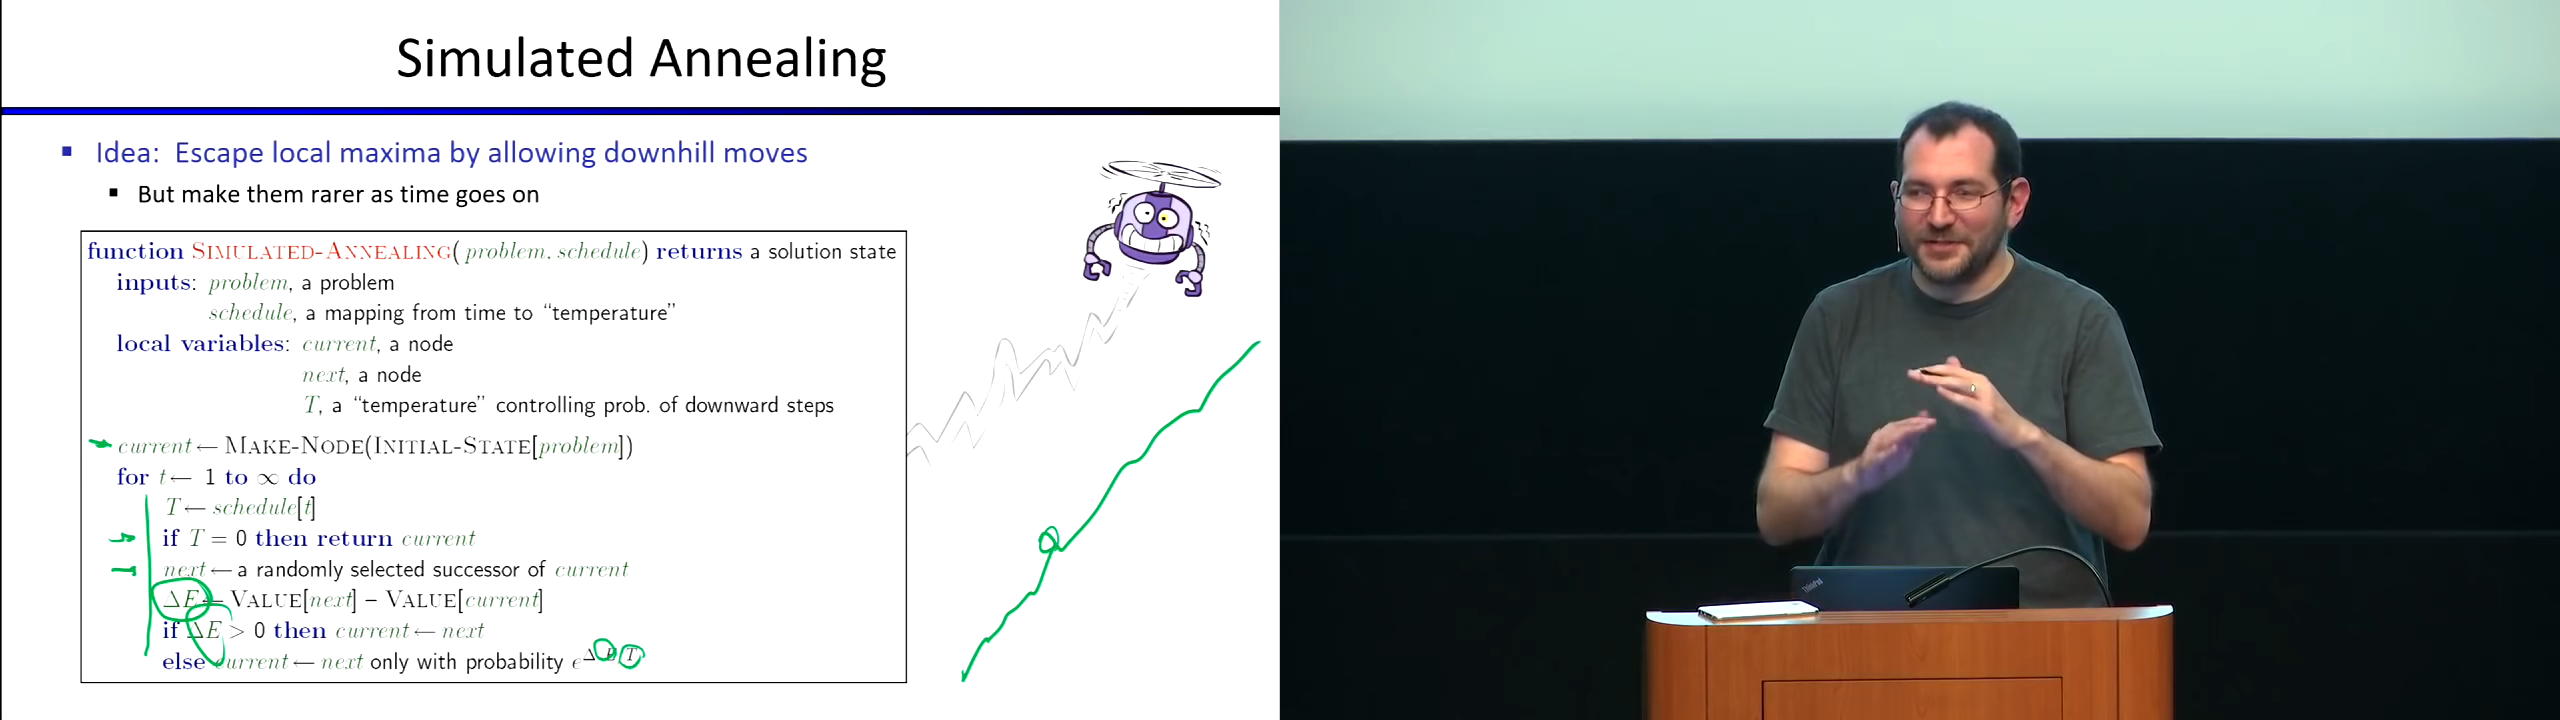 Simulated Annealing
▪ Idea: Escape local maxima by allowing downhill moves
▪ But make them rarer as time goes on
function SIMULATED-ANNEALING( problem, schedule) returns a solution state
inputs: problem, a problem
schedule, a mapping from time to “temperature”
local variables: current, a node
next, a node
T, a “temperature” controlling prob. of downward steps
current ← MAKE-NODE(INITIAL-STATE[problem])
for t ← 1 to ∞ do
T ← schedule[t]
if T = 0 then return current
next ← a randomly selected successor of current
ΔE ← VALUE[next] – VALUE[current]
if ΔE > 0 then current ← next
else current ← next only with probability e^{ΔE/T}
ThinkPad